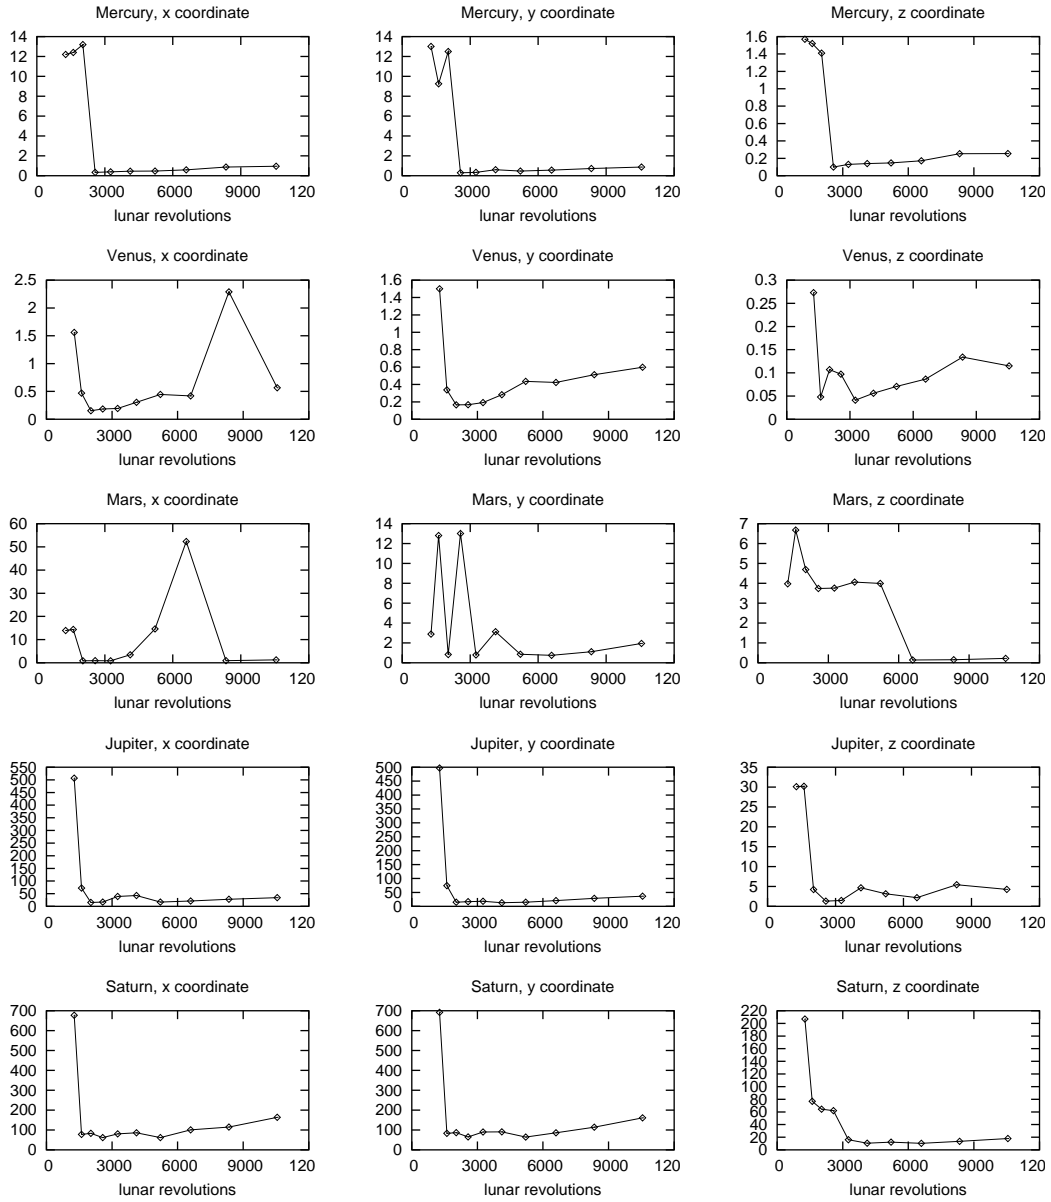 Mercury, x coordinate
14
12
10
8
6
4
2
0
0 3000 6000 9000 120
lunar revolutions
Mercury, y coordinate
14
12
10
8
6
4
2
0
0 3000 6000 9000 120
lunar revolutions
Mercury, z coordinate
1.6
1.4
1.2
1
0.8
0.6
0.4
0.2
0
0 3000 6000 9000 120
lunar revolutions
Venus, x coordinate
2.5
2
1.5
1
0.5
0
0 3000 6000 9000 120
lunar revolutions
Venus, y coordinate
1.6
1.4
1.2
1
0.8
0.6
0.4
0.2
0
0 3000 6000 9000 120
lunar revolutions
Venus, z coordinate
0.3
0.25
0.2
0.15
0.1
0.05
0
0 3000 6000 9000 120
lunar revolutions
Mars, x coordinate
60
50
40
30
20
10
0
0 3000 6000 9000 120
lunar revolutions
Mars, y coordinate
14
12
10
8
6
4
2
0
0 3000 6000 9000 120
lunar revolutions
Mars, z coordinate
7
6
5
4
3
2
1
0
0 3000 6000 9000 120
lunar revolutions
Jupiter, x coordinate
550
500
450
400
350
300
250
200
150
100
50
0
0 3000 6000 9000 120
lunar revolutions
Jupiter, y coordinate
500
450
400
350
300
250
200
150
100
50
0
0 3000 6000 9000 120
lunar revolutions
Jupiter, z coordinate
35
30
25
20
15
10
5
0
0 3000 6000 9000 120
lunar revolutions
Saturn, x coordinate
700
600
500
400
300
200
100
0
0 3000 6000 9000 120
lunar revolutions
Saturn, y coordinate
700
600
500
400
300
200
100
0
0 3000 6000 9000 120
lunar revolutions
Saturn, z coordinate
220
200
180
160
140
120
100
80
60
40
20
0
0 3000 6000 9000 120
lunar revolutions